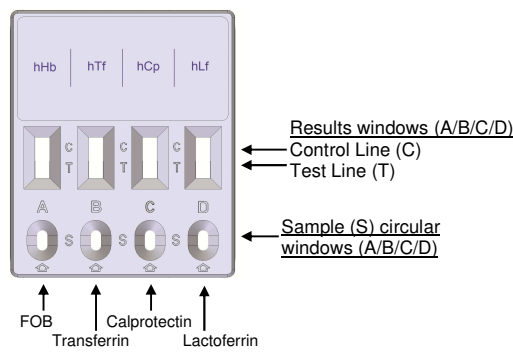 hHb hTf hCp hLf
Results windows (A/B/C/D)
C C C Control Line (C)
T T T Test Line (T)
A B C D
S S S Sample (S) circular
windows (A/B/C/D)
FOB Calprotectin
Transferrin Lactoferrin